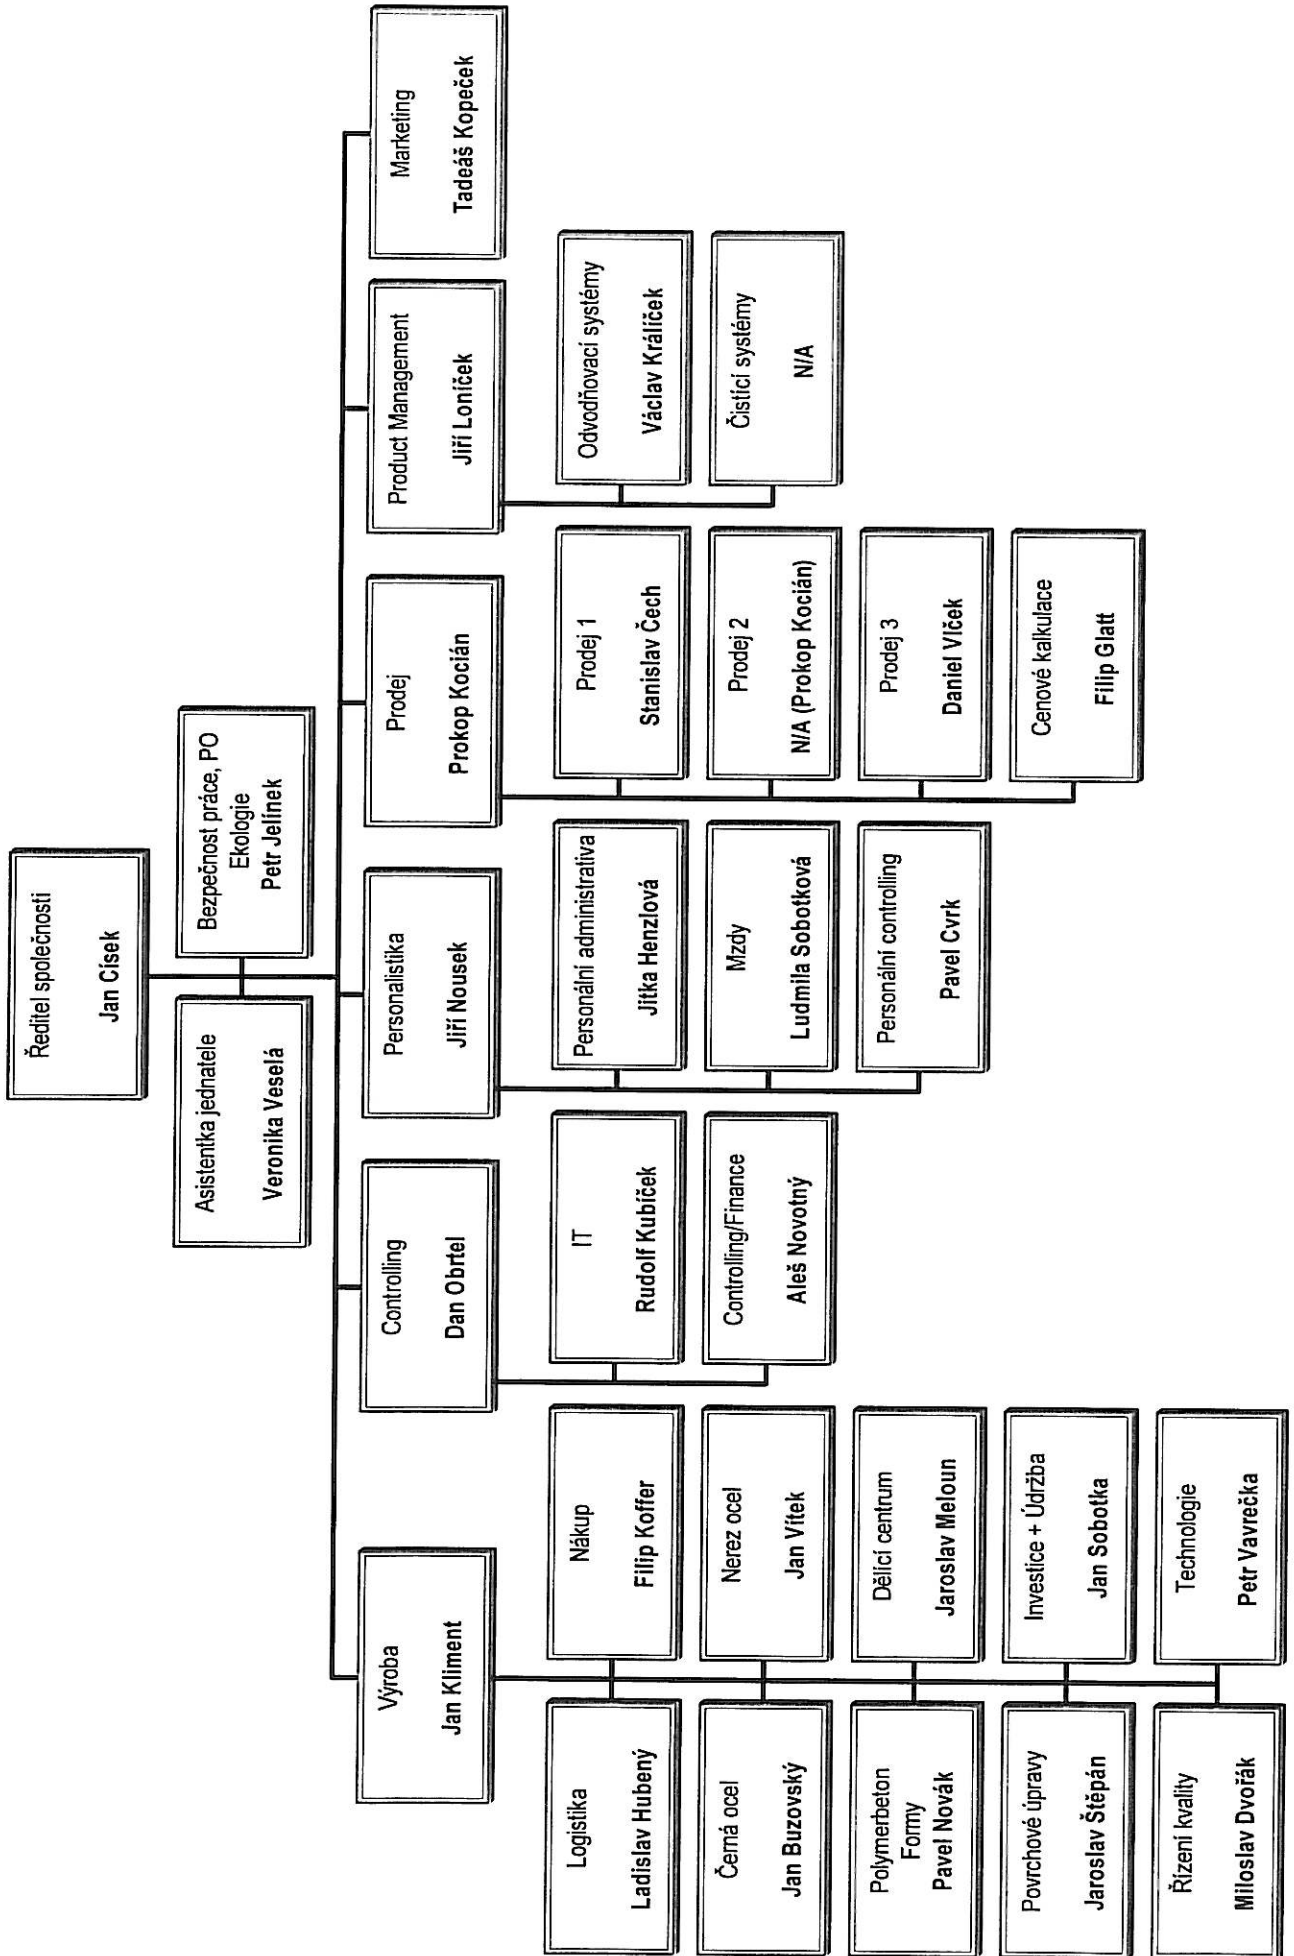 Ředitel společnosti
Jan Císek
Asistentka jednatele
Veronika Veselá
Bezpečnost práce, PO
Ekologie
Petr Jelínek
Výroba
Jan Kliment
Controlling
Dan Obrtel
Personalistika
Jiří Nousek
Prodej
Prokop Kocián
Product Management
Jiří Loníček
Marketing
Tadeáš Kopeček
Logistika
Ladislav Hubený
Nákup
Filip Koffer
Černá ocel
Jan Buzovský
Nerez ocel
Jan Vítek
Polymerbeton
Formy
Pavel Novák
Dělící centrum
Jaroslav Meloun
Povrchové úpravy
Jaroslav Štěpán
Investice + Údržba
Jan Sobotka
Řízení kvality
Miloslav Dvořák
Technologie
Petr Vavrečka
IT
Rudolf Kubíček
Controlling/Finance
Aleš Novotný
Personální administrativa
Jitka Henzlová
Mzdy
Ludmila Sobotková
Personální controlling
Pavel Cvrk
Prodej 1
Stanislav Čech
Prodej 2
N/A (Prokop Kocián)
Prodej 3
Daniel Vlček
Cenové kalkulace
Filip Glatt
Odvodňovací systémy
Václav Králíček
Čistící systémy
N/A